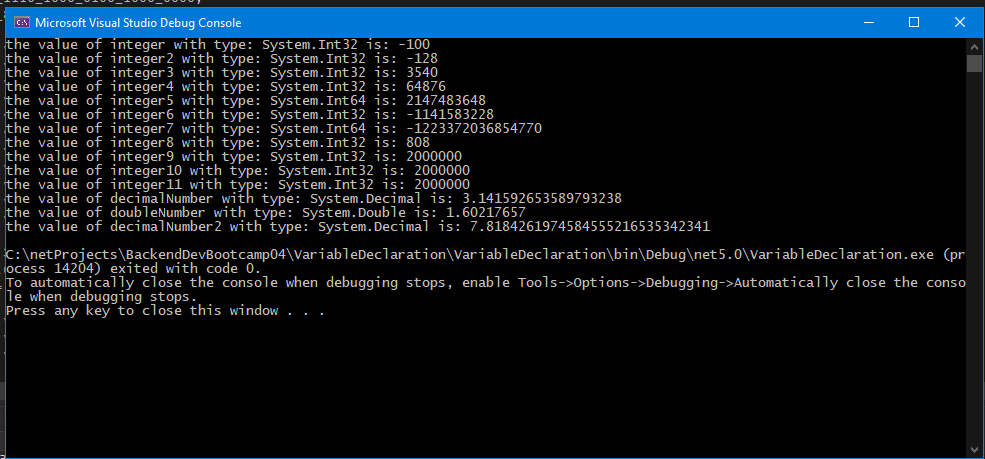 _1110_1000_0100_1000_0000;
Microsoft Visual Studio Debug Console
the value of integer with type: System.Int32 is: -100
the value of integer2 with type: System.Int32 is: -128
the value of integer3 with type: System.Int32 is: 3540
the value of integer4 with type: System.Int32 is: 64876
the value of integer5 with type: System.Int64 is: 2147483648
the value of integer6 with type: System.Int32 is: -1141583228
the value of integer7 with type: System.Int64 is: -1223372036854770
the value of integer8 with type: System.Int32 is: 808
the value of integer9 with type: System.Int32 is: 2000000
the value of integer10 with type: System.Int32 is: 2000000
the value of integer11 with type: System.Int32 is: 2000000
the value of decimalNumber with type: System.Decimal is: 3.141592653589793238
the value of doubleNumber with type: System.Double is: 1.60217657
the value of decimalNumber2 with type: System.Decimal is: 7.8184261974584555216535342341
C:\netProjects\BackendDevBootcamp04\VariableDeclaration\VariableDeclaration\bin\Debug\net5.0\VariableDeclaration.exe (pr
ocess 14204) exited with code 0.
To automatically close the console when debugging stops, enable Tools->Options->Debugging->Automatically close the conso
le when debugging stops.
Press any key to close this window . . .